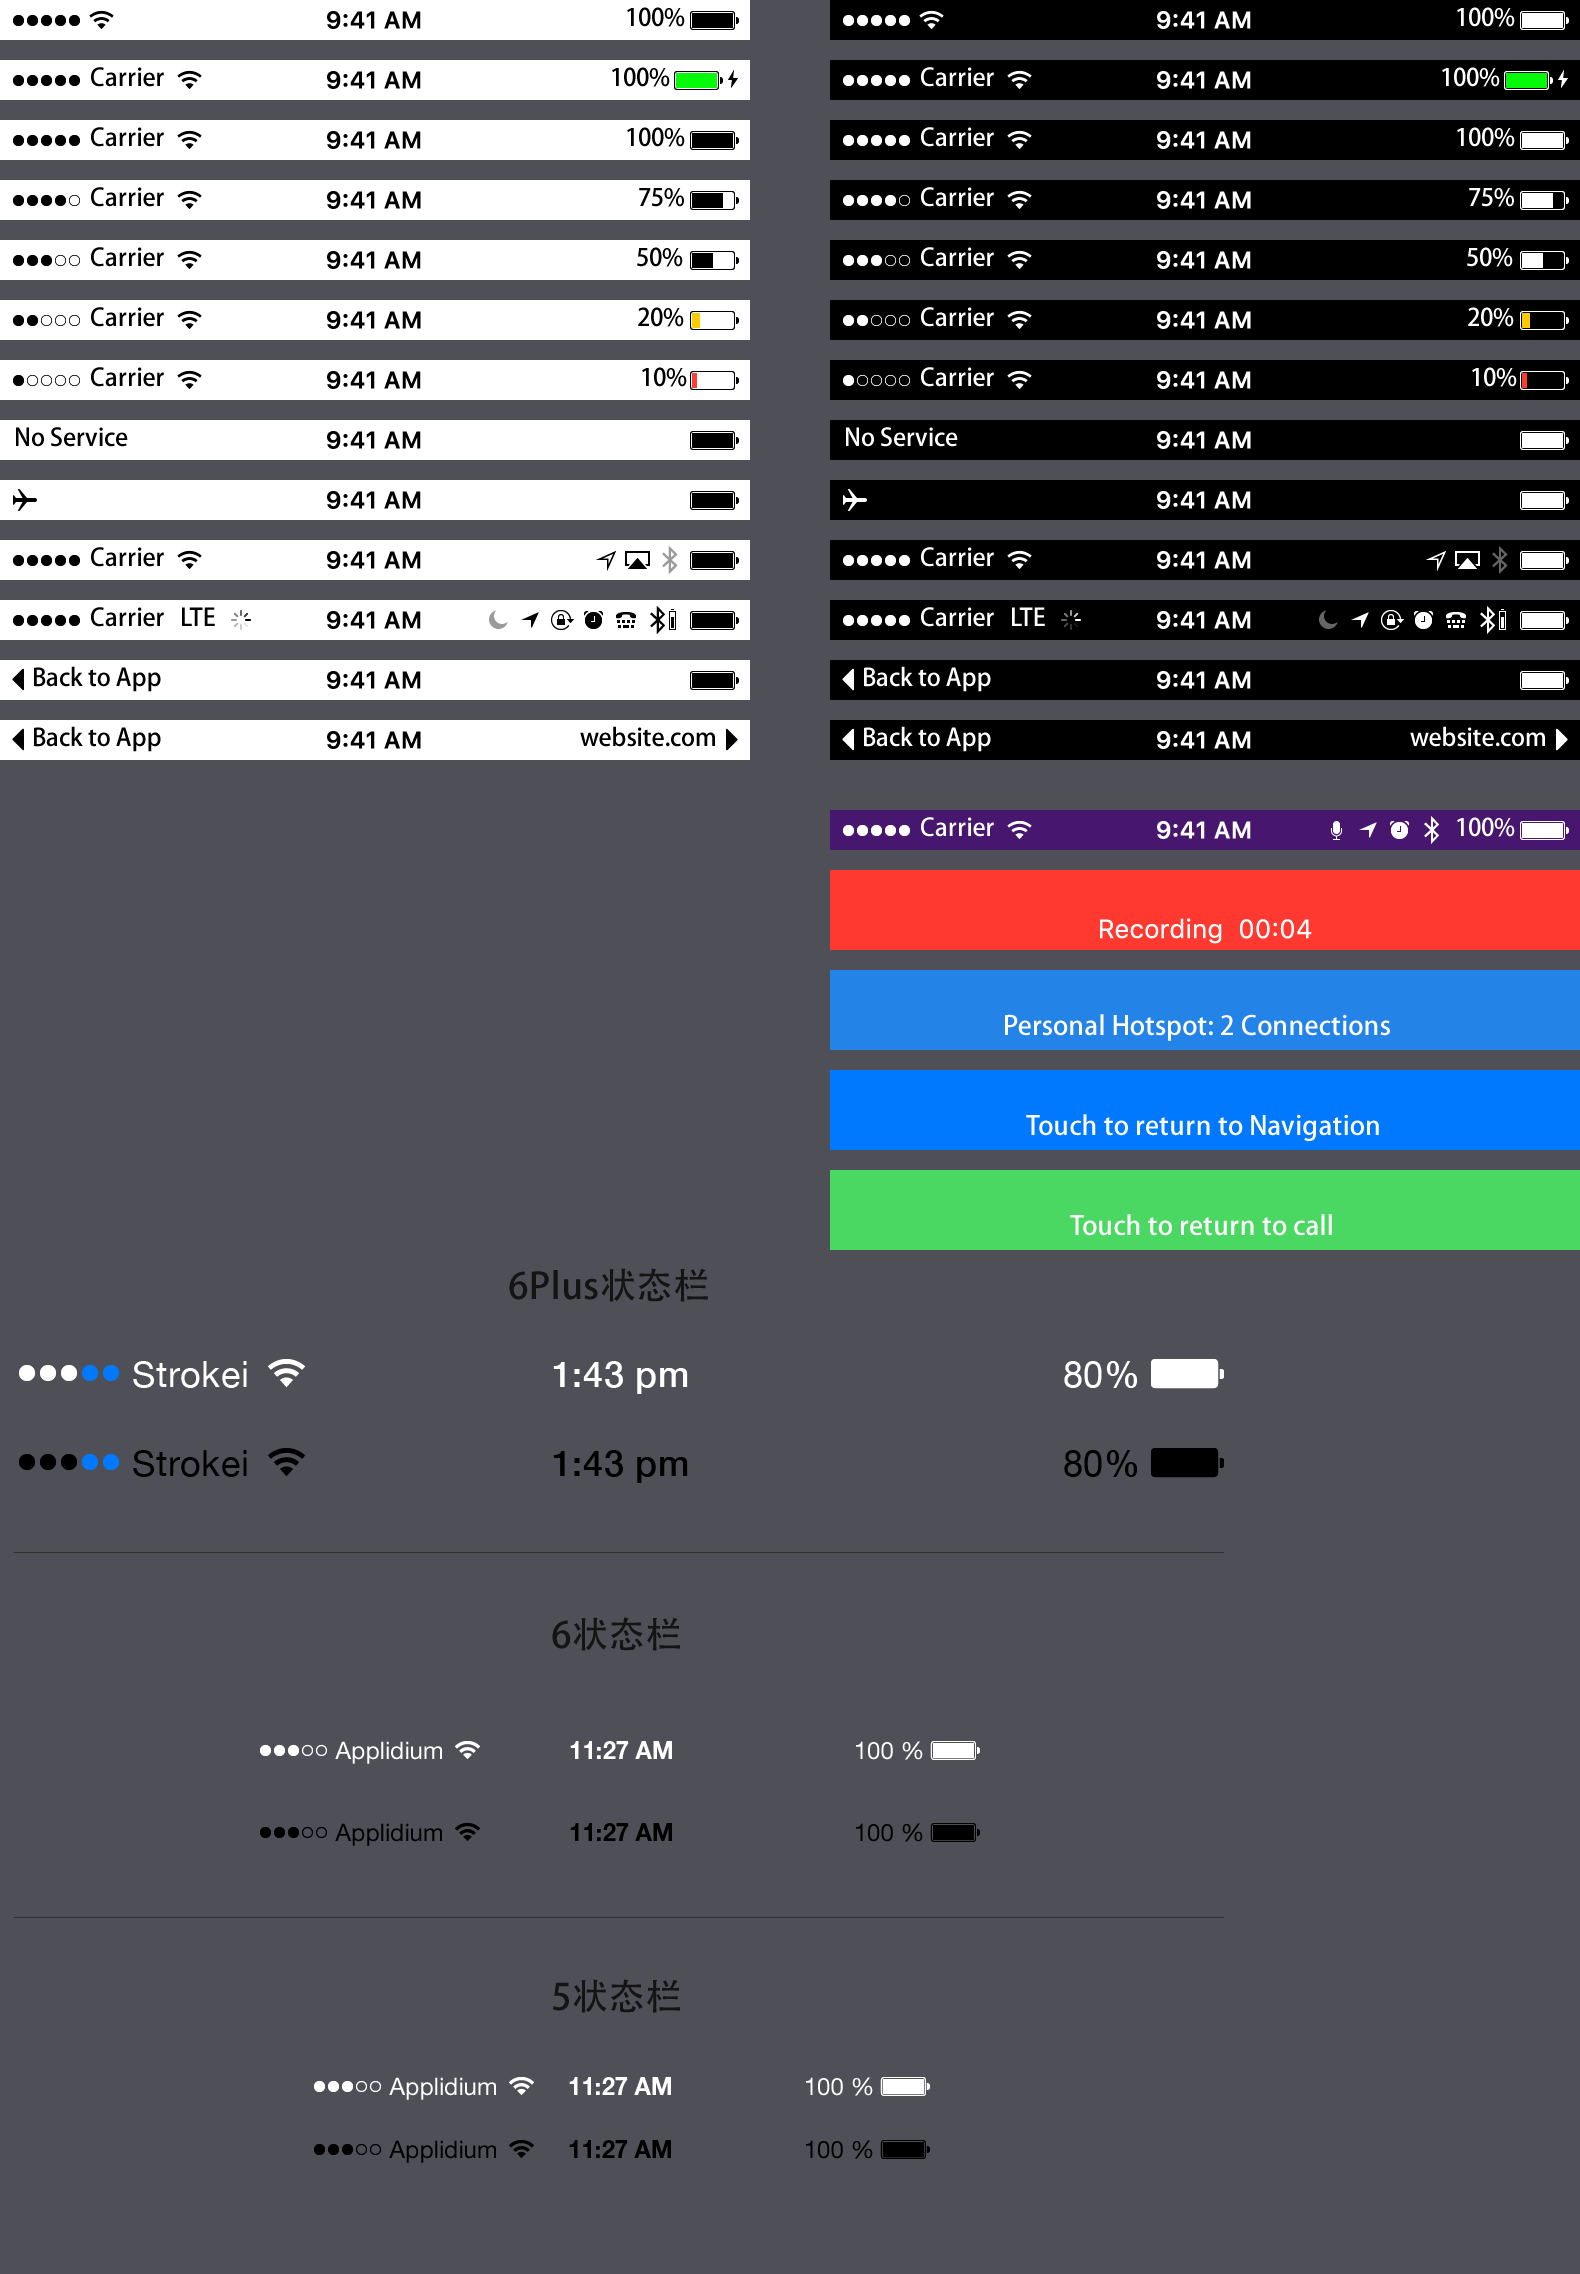 9:41 AM 100%
Carrier 9:41 AM 100%
Carrier 9:41 AM 100%
Carrier 9:41 AM 75%
Carrier 9:41 AM 50%
Carrier 9:41 AM 20%
Carrier 9:41 AM 10%
No Service 9:41 AM
9:41 AM
Carrier 9:41 AM
Carrier LTE 9:41 AM
Back to App 9:41 AM
Back to App 9:41 AM website.com
9:41 AM 100%
Carrier 9:41 AM 100%
Carrier 9:41 AM 100%
Carrier 9:41 AM 75%
Carrier 9:41 AM 50%
Carrier 9:41 AM 20%
Carrier 9:41 AM 10%
No Service 9:41 AM
9:41 AM
Carrier 9:41 AM
Carrier LTE 9:41 AM
Back to App 9:41 AM
Back to App 9:41 AM website.com
Carrier 9:41 AM 100%
Recording 00:04
Personal Hotspot: 2 Connections
Touch to return to Navigation
Touch to return to call
6Plus状态栏
Strokei 1:43 pm 80%
Strokei 1:43 pm 80%
6状态栏
Applidium 11:27 AM 100 %
Applidium 11:27 AM 100 %
5状态栏
Applidium 11:27 AM 100 %
Applidium 11:27 AM 100 %